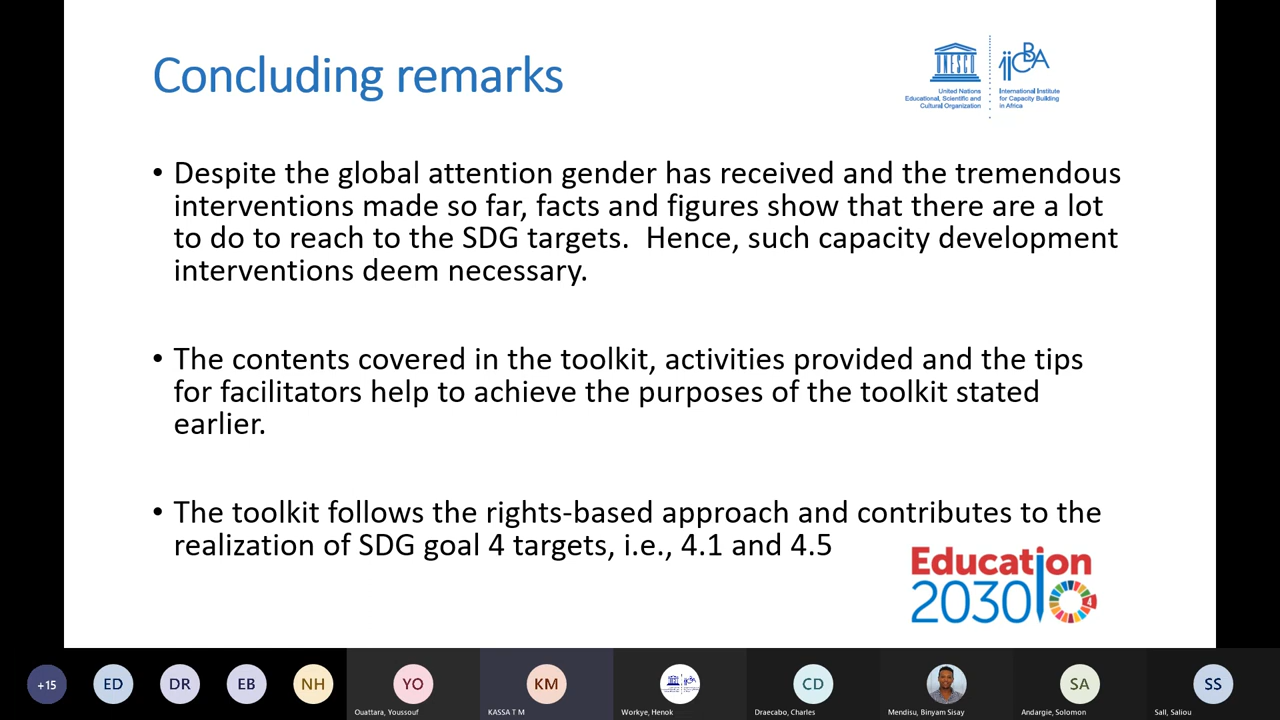 Concluding remarks
UNESCO
iicBA
United Nations
Educational, Scientific and
Cultural Organization
International Institute
for Capacity Building
in Africa
• Despite the global attention gender has received and the tremendous
interventions made so far, facts and figures show that there are a lot
to do to reach to the SDG targets.  Hence, such capacity development
interventions deem necessary.
• The contents covered in the toolkit, activities provided and the tips
for facilitators help to achieve the purposes of the toolkit stated
earlier.
• The toolkit follows the rights-based approach and contributes to the
realization of SDG goal 4 targets, i.e., 4.1 and 4.5
Education
2030
4
+15
ED
DR
EB
NH
YO
Ouattara, Youssouf
KM
KASSA T M
Workye, Henok
CD
Draecabo, Charles
Mendisu, Binyam Sisay
SA
Andargie, Solomon
SS
Sall, Saliou